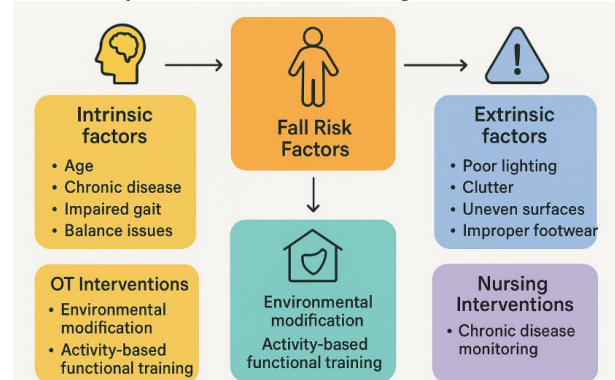 Intrinsic
factors
• Age
• Chronic disease
• Impaired gait
• Balance issues
Fall Risk
Factors
Extrinsic
factors
• Poor lighting
• Clutter
• Uneven surfaces
• Improper footwear
OT Interventions
• Environmental
modification
• Activity-based
functional training
Environmental
modification
Activity-based
functional training
Nursing
Interventions
• Chronic disease
monitoring